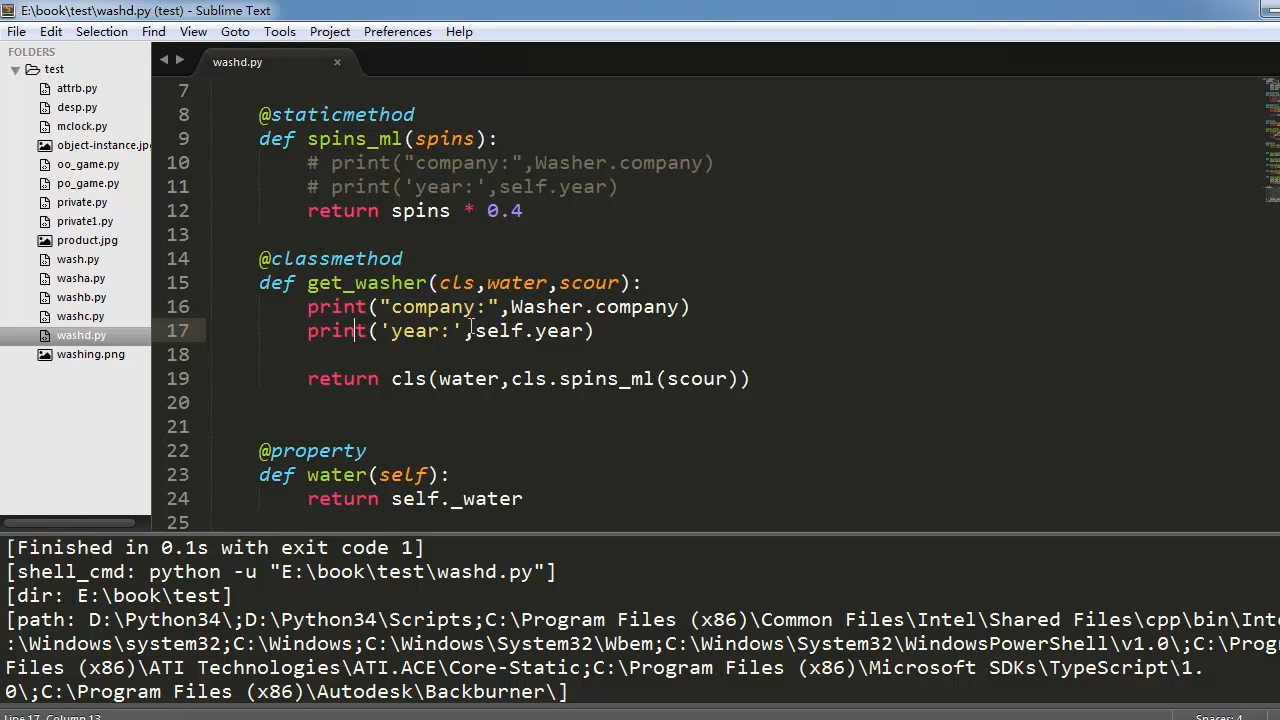 E:\book\test\washd.py (test) - Sublime Text
File Edit Selection Find View Goto Tools Project Preferences Help
FOLDERS
test
attrb.py
desp.py
mclock.py
object-instance.jp
oo_game.py
po_game.py
private.py
private1.py
product.jpg
wash.py
washa.py
washb.py
washc.py
washd.py
washing.png
washd.py ×
7
8 @staticmethod
9 def spins_ml(spins):
10 # print("company:",Washer.company)
11 # print('year:',self.year)
12 return spins * 0.4
13
14 @classmethod
15 def get_washer(cls,water,scour):
16 print("company:",Washer.company)
17 print('year:',self.year)
18
19 return cls(water,cls.spins_ml(scour))
20
21
22 @property
23 def water(self):
24 return self._water
25
[Finished in 0.1s with exit code 1]
[shell_cmd: python -u "E:\book\test\washd.py"]
[dir: E:\book\test]
[path: D:\Python34\;D:\Python34\Scripts;C:\Program Files (x86)\Common Files\Intel\Shared Files\cpp\bin\Inte
:\Windows\system32;C:\Windows;C:\Windows\System32\Wbem;C:\Windows\System32\WindowsPowerShell\v1.0\;C:\Prog
Files (x86)\ATI Technologies\ATI.ACE\Core-Static;C:\Program Files (x86)\Microsoft SDKs\TypeScript\1.
0\;C:\Program Files (x86)\Autodesk\Backburner\]
Line 17, Column 13 Spaces: 4